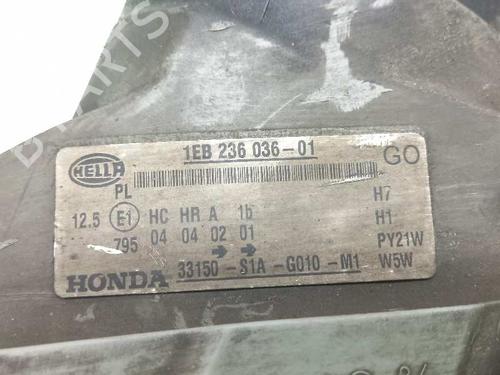 1EB 236 036-01
HELLA
GO
PL
12.5 E1 HC HR A 1b
H7
795 04 04 02 01
H1
PY21W
HONDA 33150-S1A-G010-M1 W5W